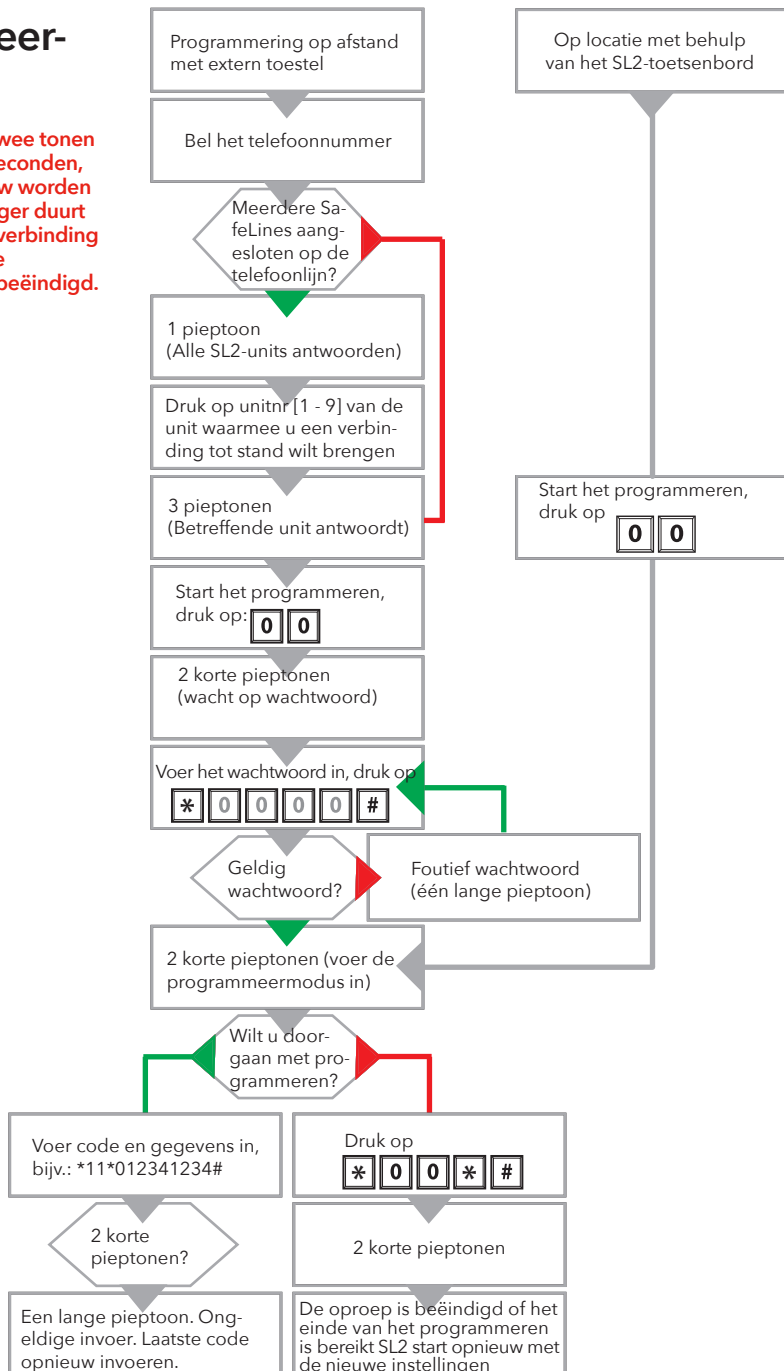 eer-
wee tonen
econden,
w worden
ger duurt
verbinding
e
beëindigd.
Programmering op afstand
met extern toestel
Op locatie met behulp
van het SL2-toetsenbord
Bel het telefoonnummer
Meerdere Sa-
feLines aang-
esloten op de
telefoonlijn?
1 pieptoon
(Alle SL2-units antwoorden)
Druk op unitnr [1 - 9] van de
unit waarmee u een verbin-
ding tot stand wilt brengen
3 pieptonen
(Betreffende unit antwoordt)
Start het programmeren,
druk op
0 0
Start het programmeren,
druk op: 0 0
2 korte pieptonen
(wacht op wachtwoord)
Voer het wachtwoord in, druk op
* 0 0 0 0 #
Geldig
wachtwoord?
Foutief wachtwoord
(één lange pieptoon)
2 korte pieptonen (voer de
programmeermodus in)
Wilt u door-
gaan met pro-
grammeren?
Voer code en gegevens in,
bijv.: *11*012341234#
Druk op
* 0 0 * #
2 korte
pieptonen?
2 korte pieptonen
Een lange pieptoon. Ong-
eldige invoer. Laatste code
opnieuw invoeren.
De oproep is beëindigd of het
einde van het programmeren
is bereikt SL2 start opnieuw met
de nieuwe instellingen